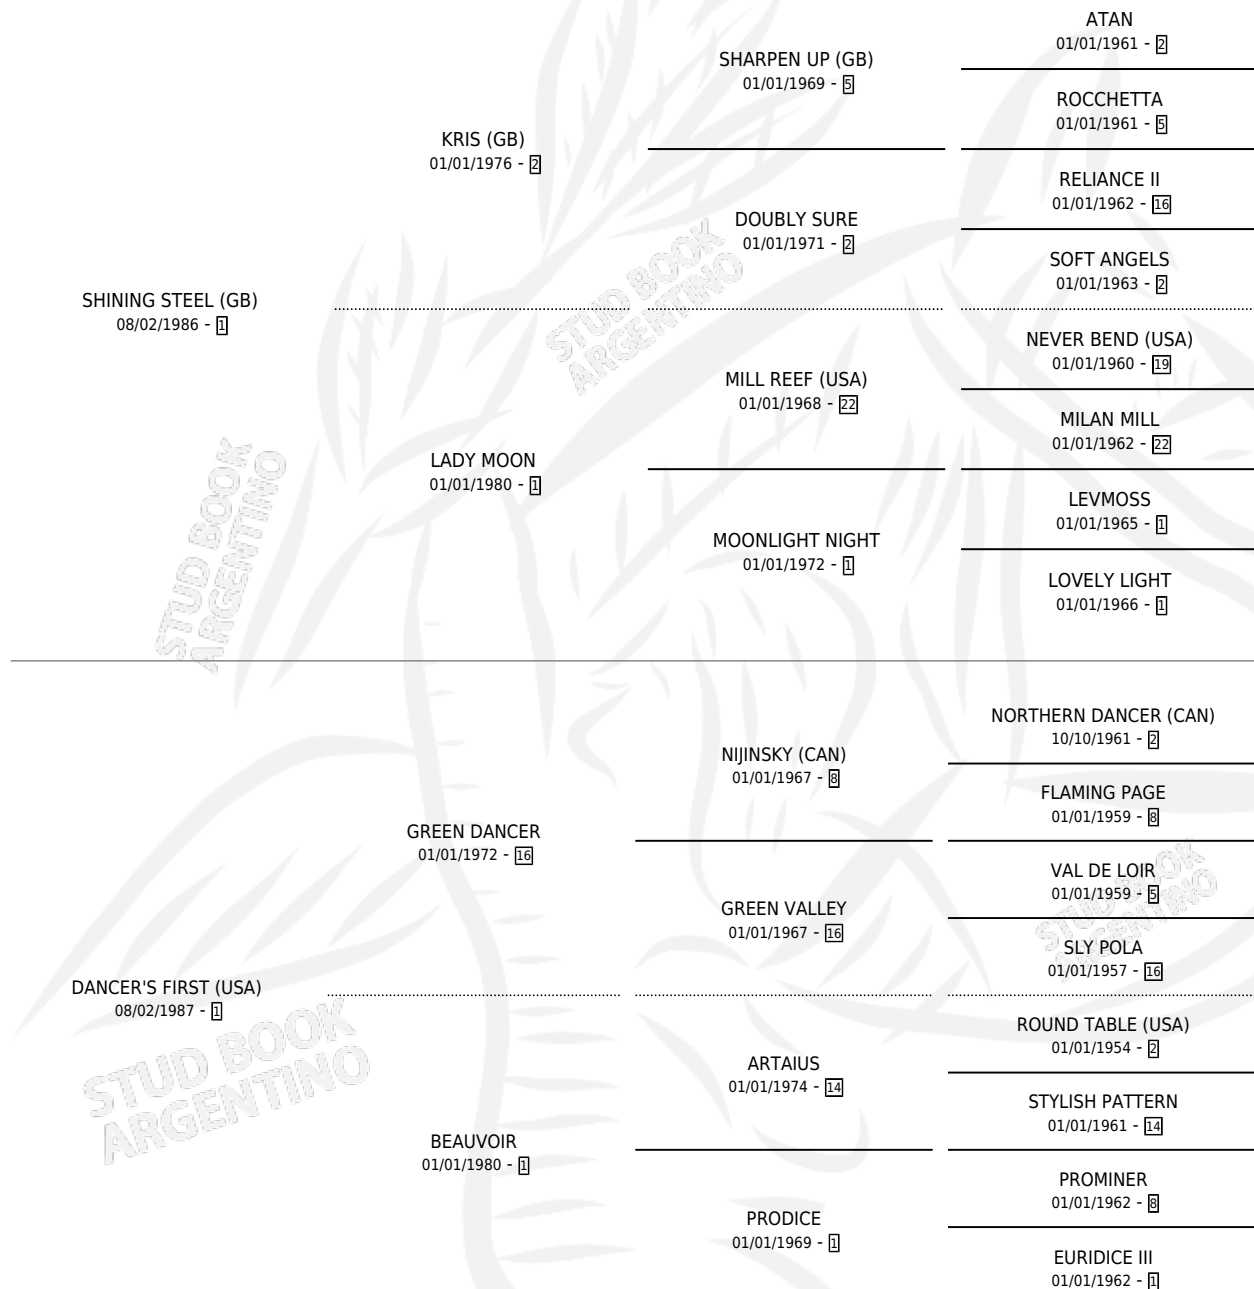 ATAN
01/01/1961 - 2
SHARPEN UP (GB)
01/01/1969 - 5
ROCCHETTA
01/01/1961 - 5
KRIS (GB)
01/01/1976 - 2
RELIANCE II
01/01/1962 - 16
DOUBLY SURE
01/01/1971 - 2
SOFT ANGELS
01/01/1963 - 2
SHINING STEEL (GB)
08/02/1986 - 1
STUD BOOK
ARGENTINO
NEVER BEND (USA)
01/01/1960 - 19
MILL REEF (USA)
01/01/1968 - 22
MILAN MILL
01/01/1962 - 22
LADY MOON
01/01/1980 - 1
LEVMOSS
01/01/1965 - 1
MOONLIGHT NIGHT
01/01/1972 - 1
LOVELY LIGHT
01/01/1966 - 1
STUD BOOK
ARGENTINO
NORTHERN DANCER (CAN)
10/10/1961 - 2
NIJINSKY (CAN)
01/01/1967 - 8
FLAMING PAGE
01/01/1959 - 8
GREEN DANCER
01/01/1972 - 16
VAL DE LOIR
01/01/1959 - 5
GREEN VALLEY
01/01/1967 - 16
SLY POLA
01/01/1957 - 16
STUD BOOK
ARGENTINO
DANCER'S FIRST (USA)
08/02/1987 - 1
ROUND TABLE (USA)
01/01/1954 - 2
ARTAIUS
01/01/1974 - 14
STYLISH PATTERN
01/01/1961 - 14
STUD BOOK
ARGENTINO
BEAUVOIR
01/01/1980 - 1
PROMINER
01/01/1962 - 8
PRODICE
01/01/1969 - 1
EURIDICE III
01/01/1962 - 1